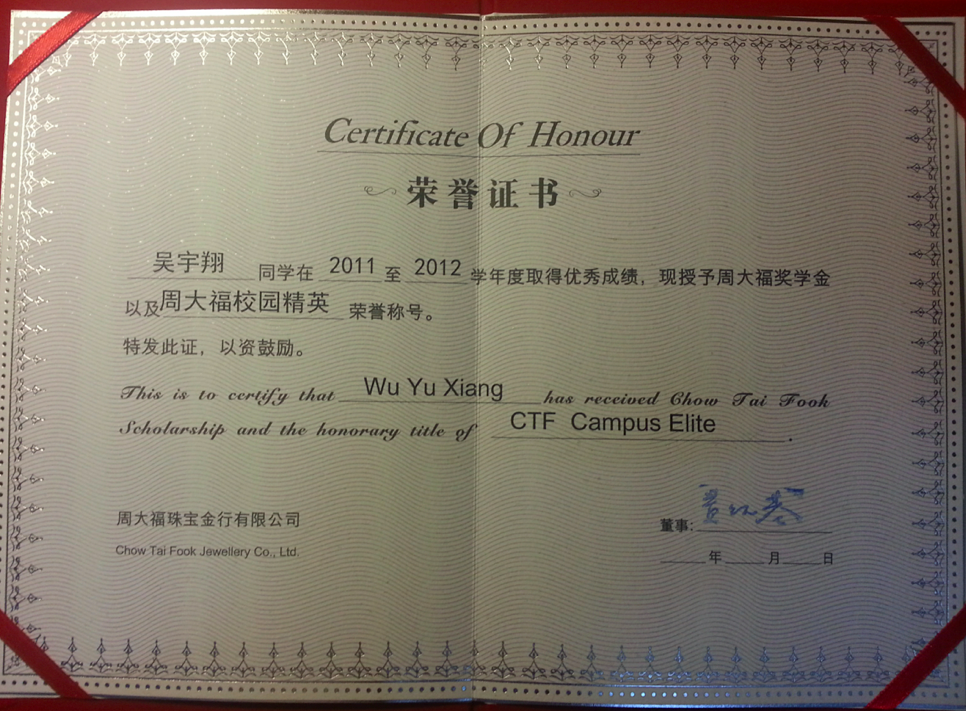 Certificate Of Honour
荣誉证书
吴宇翔 同学在 2011 至 2012 学年度取得优秀成绩，现授予周大福奖学金
以及周大福校园精英 荣誉称号。
特发此证，以资鼓励。
This is to certify that Wu Yu Xiang has received Chow Tai Fook
Scholarship and the honorary title of CTF Campus Elite.
周大福珠宝金行有限公司
Chow Tai Fook Jewellery Co., Ltd.
董事:
年 月 日